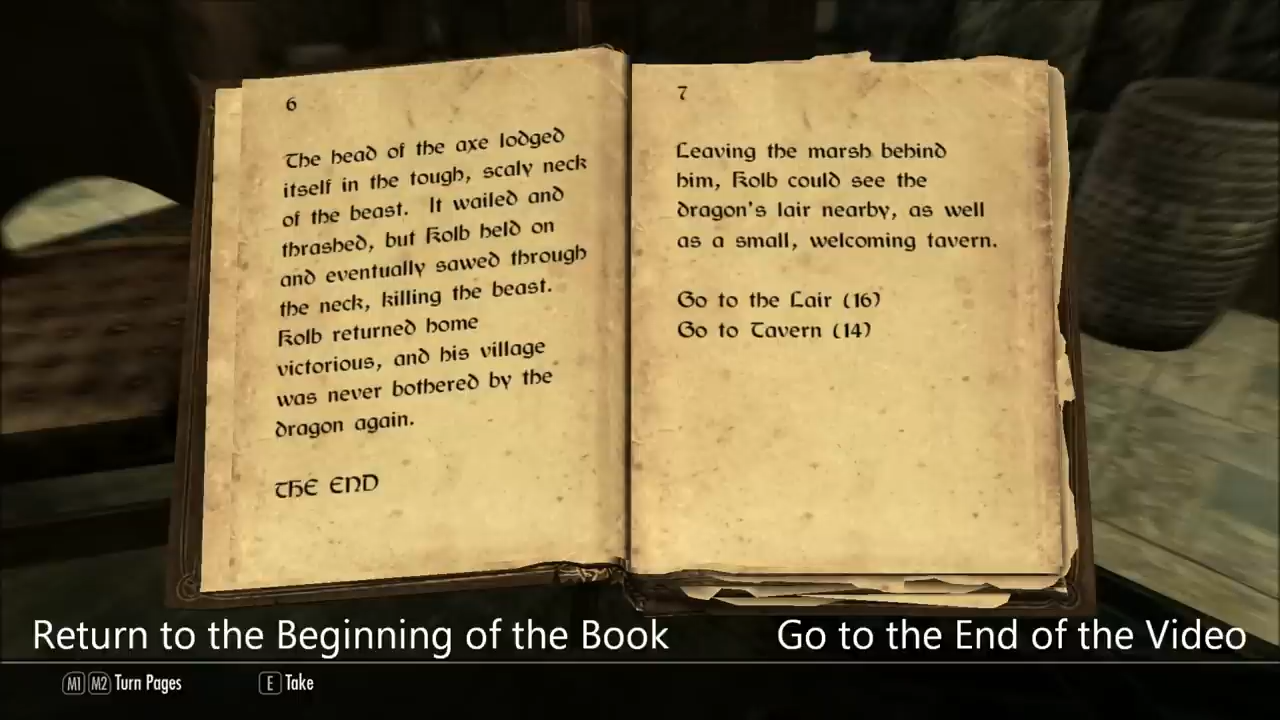 6
The head of the axe lodged
itself in the tough, scaly neck
of the beast. It wailed and
thrashed, but Kolb held on
and eventually sawed through
the neck, killing the beast.
Kolb returned home
victorious, and his village
was never bothered by the
dragon again.
THE END
7
Leaving the marsh behind
him, Kolb could see the
dragon's lair nearby, as well
as a small, welcoming tavern.
Go to the Lair (16)
Go to Tavern (14)
Return to the Beginning of the Book
Go to the End of the Video
M1 M2 Turn Pages
E Take